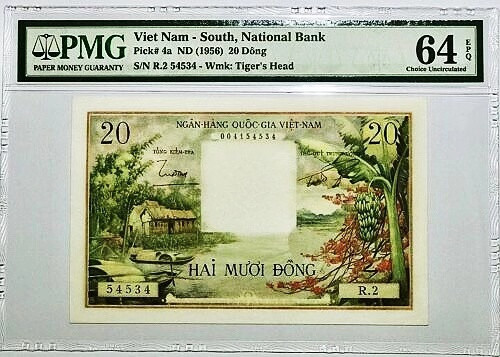 PMG
PAPER MONEY GUARANTY
Viet Nam - South, National Bank
Pick# 4a ND (1956) 20 Dông
S/N R.2 54534 - Wmk: Tiger's Head
64 EPQ
Choice Uncirculated
20
NGÂN-HÀNG QUỐC-GIA VIỆT-NAM
20
004154534
TỔNG KIỂM-TRA
HAI MƯƠI ĐỒNG
54534
R.2